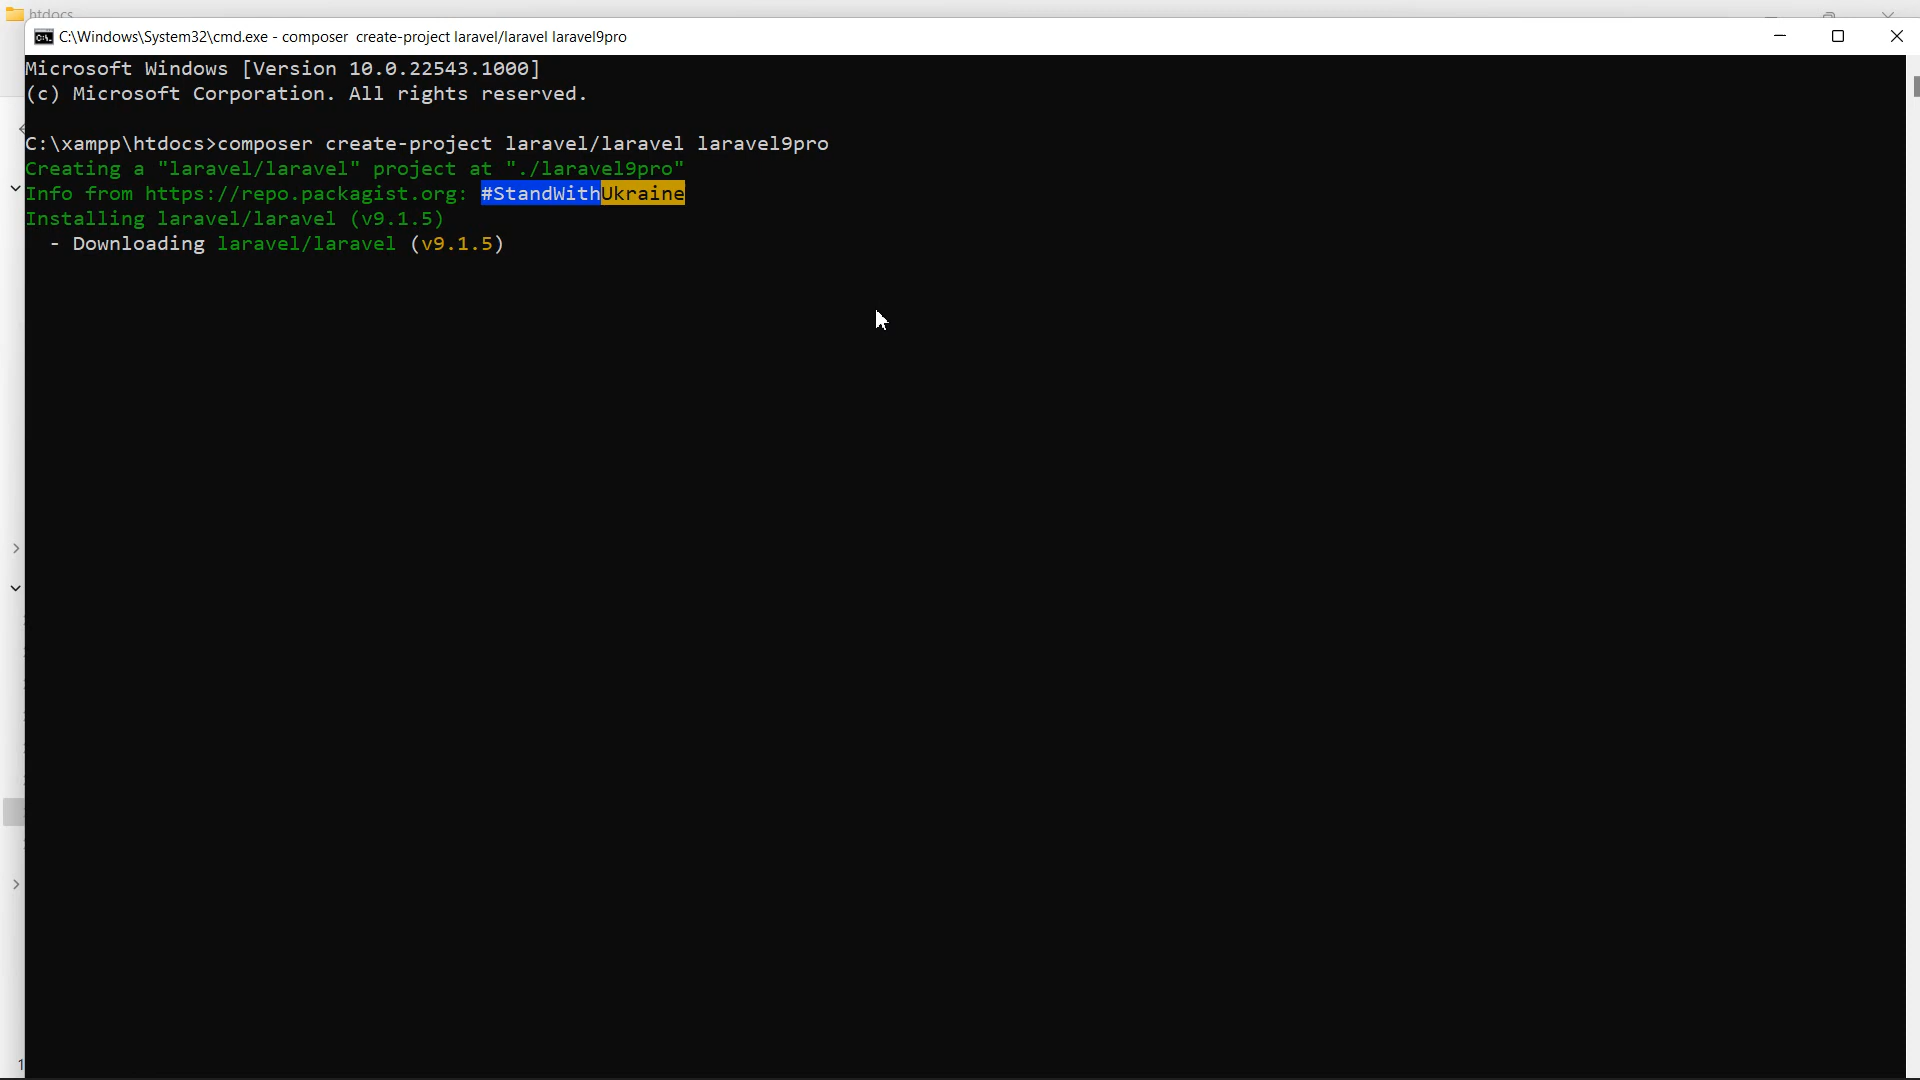 htdocs
C:\Windows\System32\cmd.exe - composer  create-project laravel/laravel laravel9pro
Microsoft Windows [Version 10.0.22543.1000]
(c) Microsoft Corporation. All rights reserved.
C:\xampp\htdocs>composer create-project laravel/laravel laravel9pro
Creating a "laravel/laravel" project at "./laravel9pro"
Info from https://repo.packagist.org: #StandWithUkraine
Installing laravel/laravel (v9.1.5)
  - Downloading laravel/laravel (v9.1.5)
1